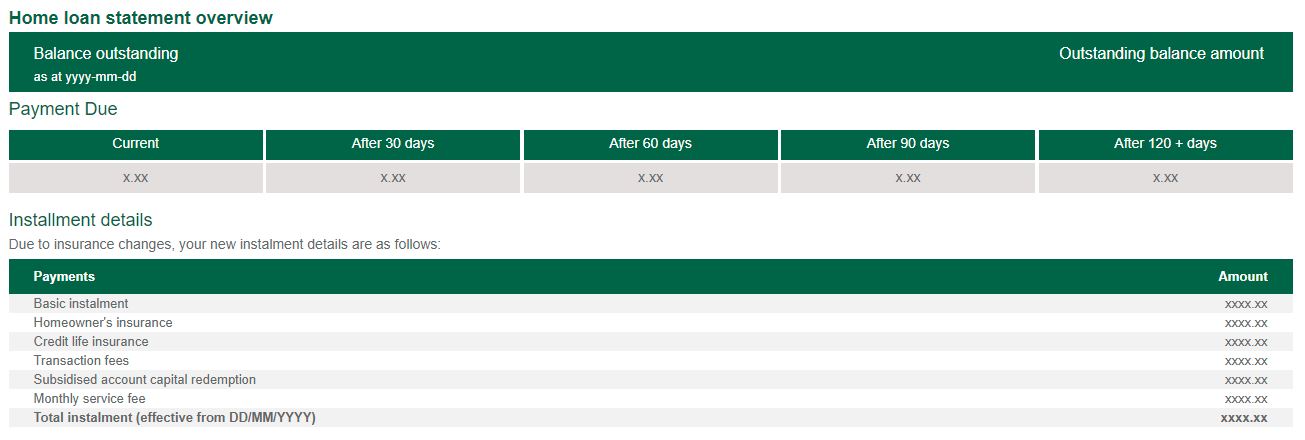 Home loan statement overview
Balance outstanding Outstanding balance amount
as at yyyy-mm-dd
Payment Due
Current After 30 days After 60 days After 90 days After 120 + days
x.xx x.xx x.xx x.xx x.xx
Installment details
Due to insurance changes, your new instalment details are as follows:
Payments Amount
Basic instalment xxxx.xx
Homeowner's insurance xxxx.xx
Credit life insurance xxxx.xx
Transaction fees xxxx.xx
Subsidised account capital redemption xxxx.xx
Monthly service fee xxxx.xx
Total instalment (effective from DD/MM/YYYY) xxxx.xx